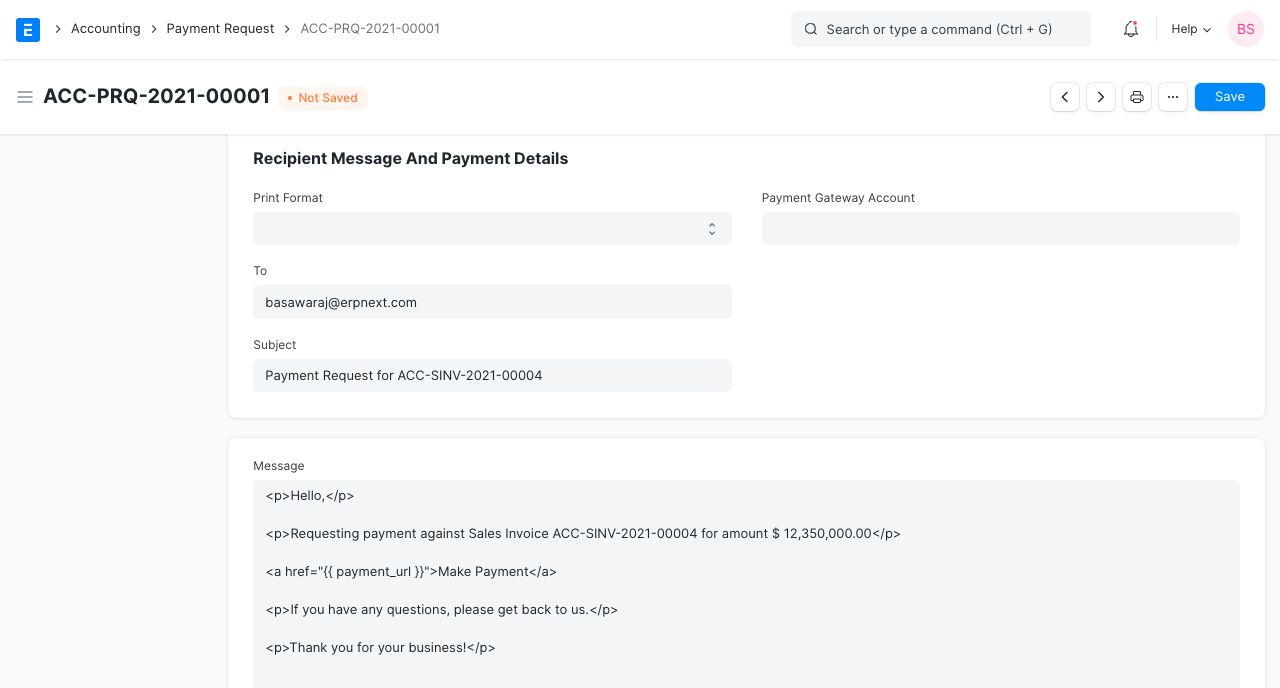 E Accounting Payment Request ACC-PRQ-2021-00001 Search or type a command (Ctrl + G) Help BS
ACC-PRQ-2021-00001 Not Saved Save
Recipient Message And Payment Details
Print Format Payment Gateway Account
To
basawaraj@erpnext.com
Subject
Payment Request for ACC-SINV-2021-00004
Message
<p>Hello,</p>
<p>Requesting payment against Sales Invoice ACC-SINV-2021-00004 for amount $ 12,350,000.00</p>
<a href="{{ payment_url }}">Make Payment</a>
<p>If you have any questions, please get back to us.</p>
<p>Thank you for your business!</p>